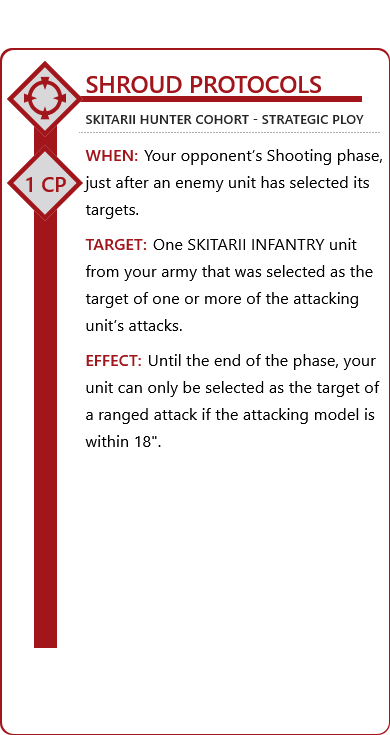 SHROUD PROTOCOLS
SKITARII HUNTER COHORT - STRATEGIC PLOY
1 CP
WHEN: Your opponent’s Shooting phase,
just after an enemy unit has selected its
targets.
TARGET: One SKITARII INFANTRY unit
from your army that was selected as the
target of one or more of the attacking
unit’s attacks.
EFFECT: Until the end of the phase, your
unit can only be selected as the target of
a ranged attack if the attacking model is
within 18".